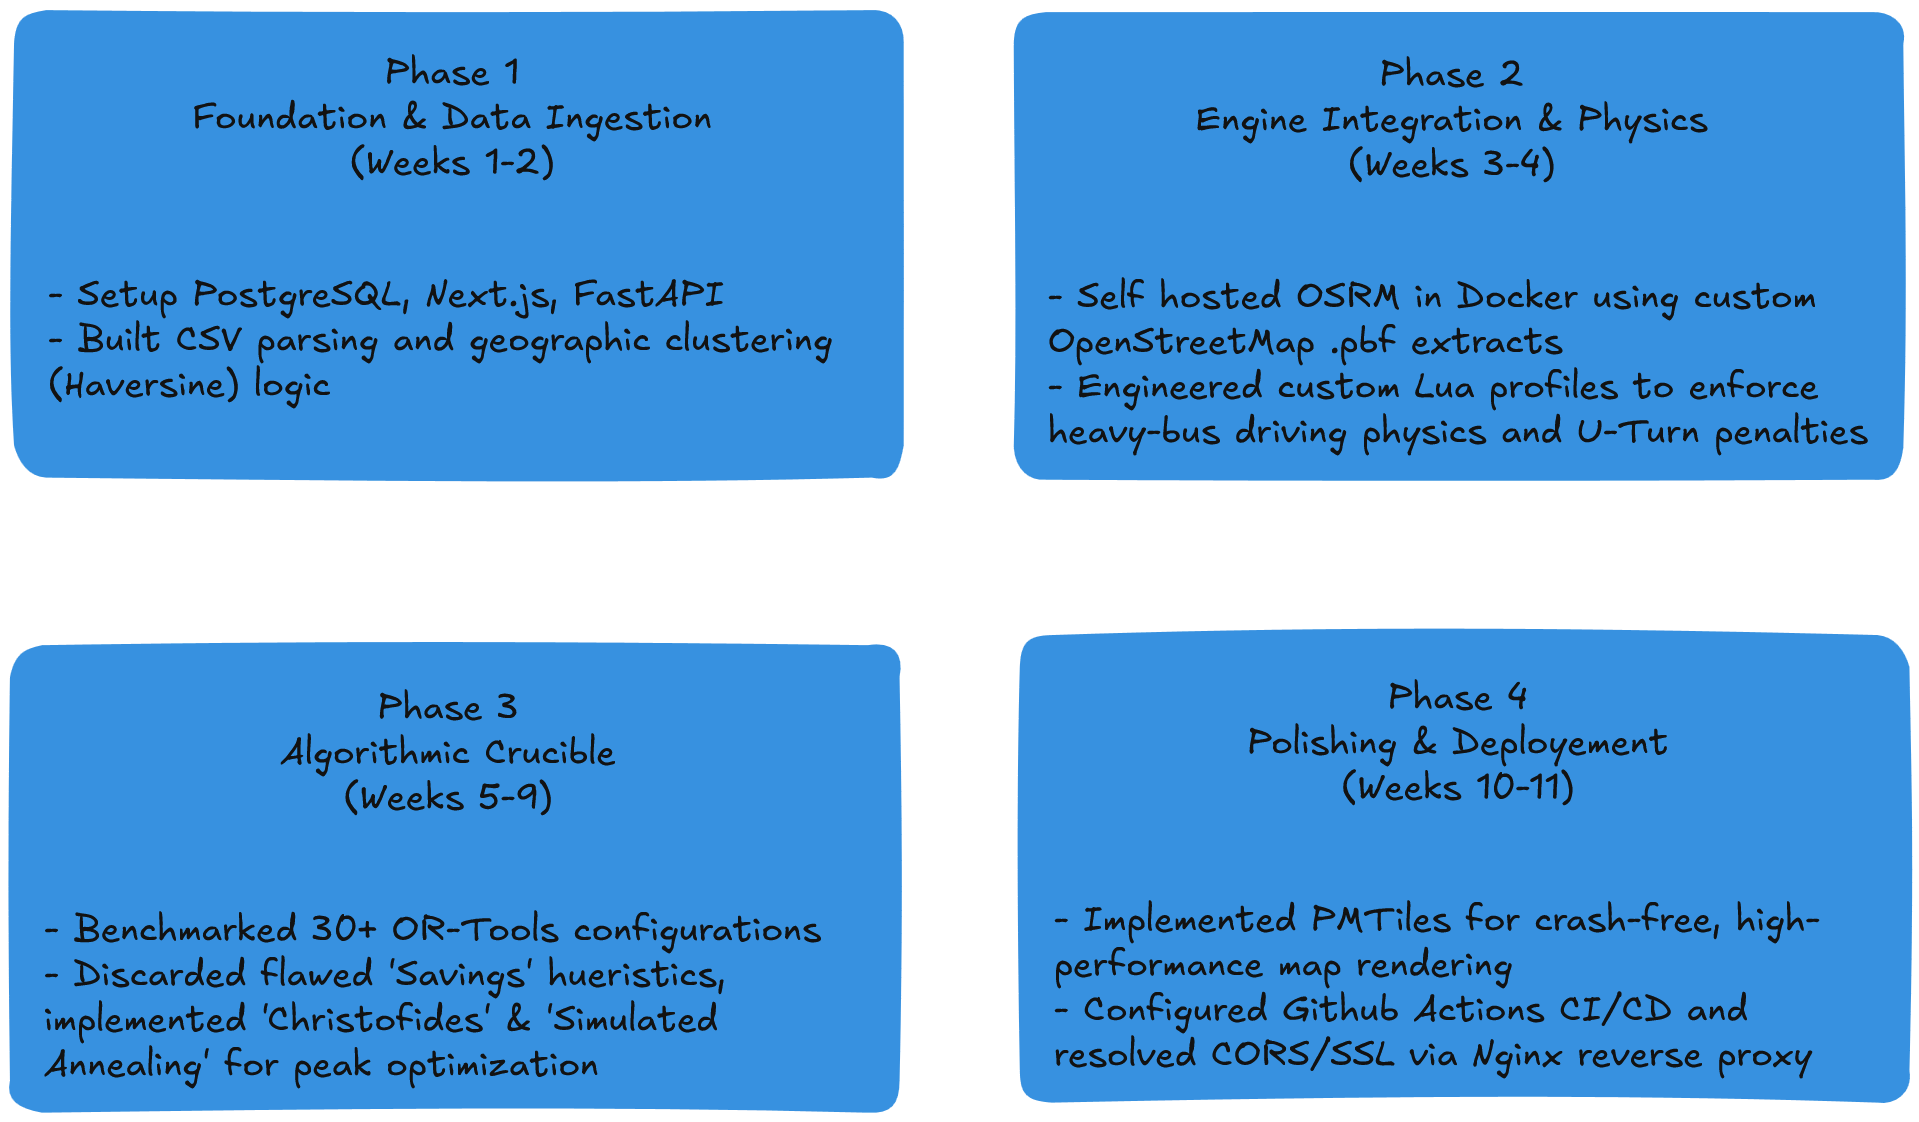 Phase 1
Foundation & Data Ingestion
(Weeks 1-2)
- Setup PostgreSQL, Next.js, FastAPI
- Built CSV parsing and geographic clustering
(Haversine) logic
Phase 2
Engine Integration & Physics
(Weeks 3-4)
- Self hosted OSRM in Docker using custom
OpenStreetMap .pbf extracts
- Engineered custom Lua profiles to enforce
heavy-bus driving physics and U-Turn penalties
Phase 3
Algorithmic Crucible
(Weeks 5-9)
- Benchmarked 30+ OR-Tools configurations
- Discarded flawed 'Savings' hueristics,
implemented 'Christofides' & 'Simulated
Annealing' for peak optimization
Phase 4
Polishing & Deployement
(Weeks 10-11)
- Implemented PMTiles for crash-free, high-
performance map rendering
- Configured Github Actions CI/CD and
resolved CORS/SSL via Nginx reverse proxy